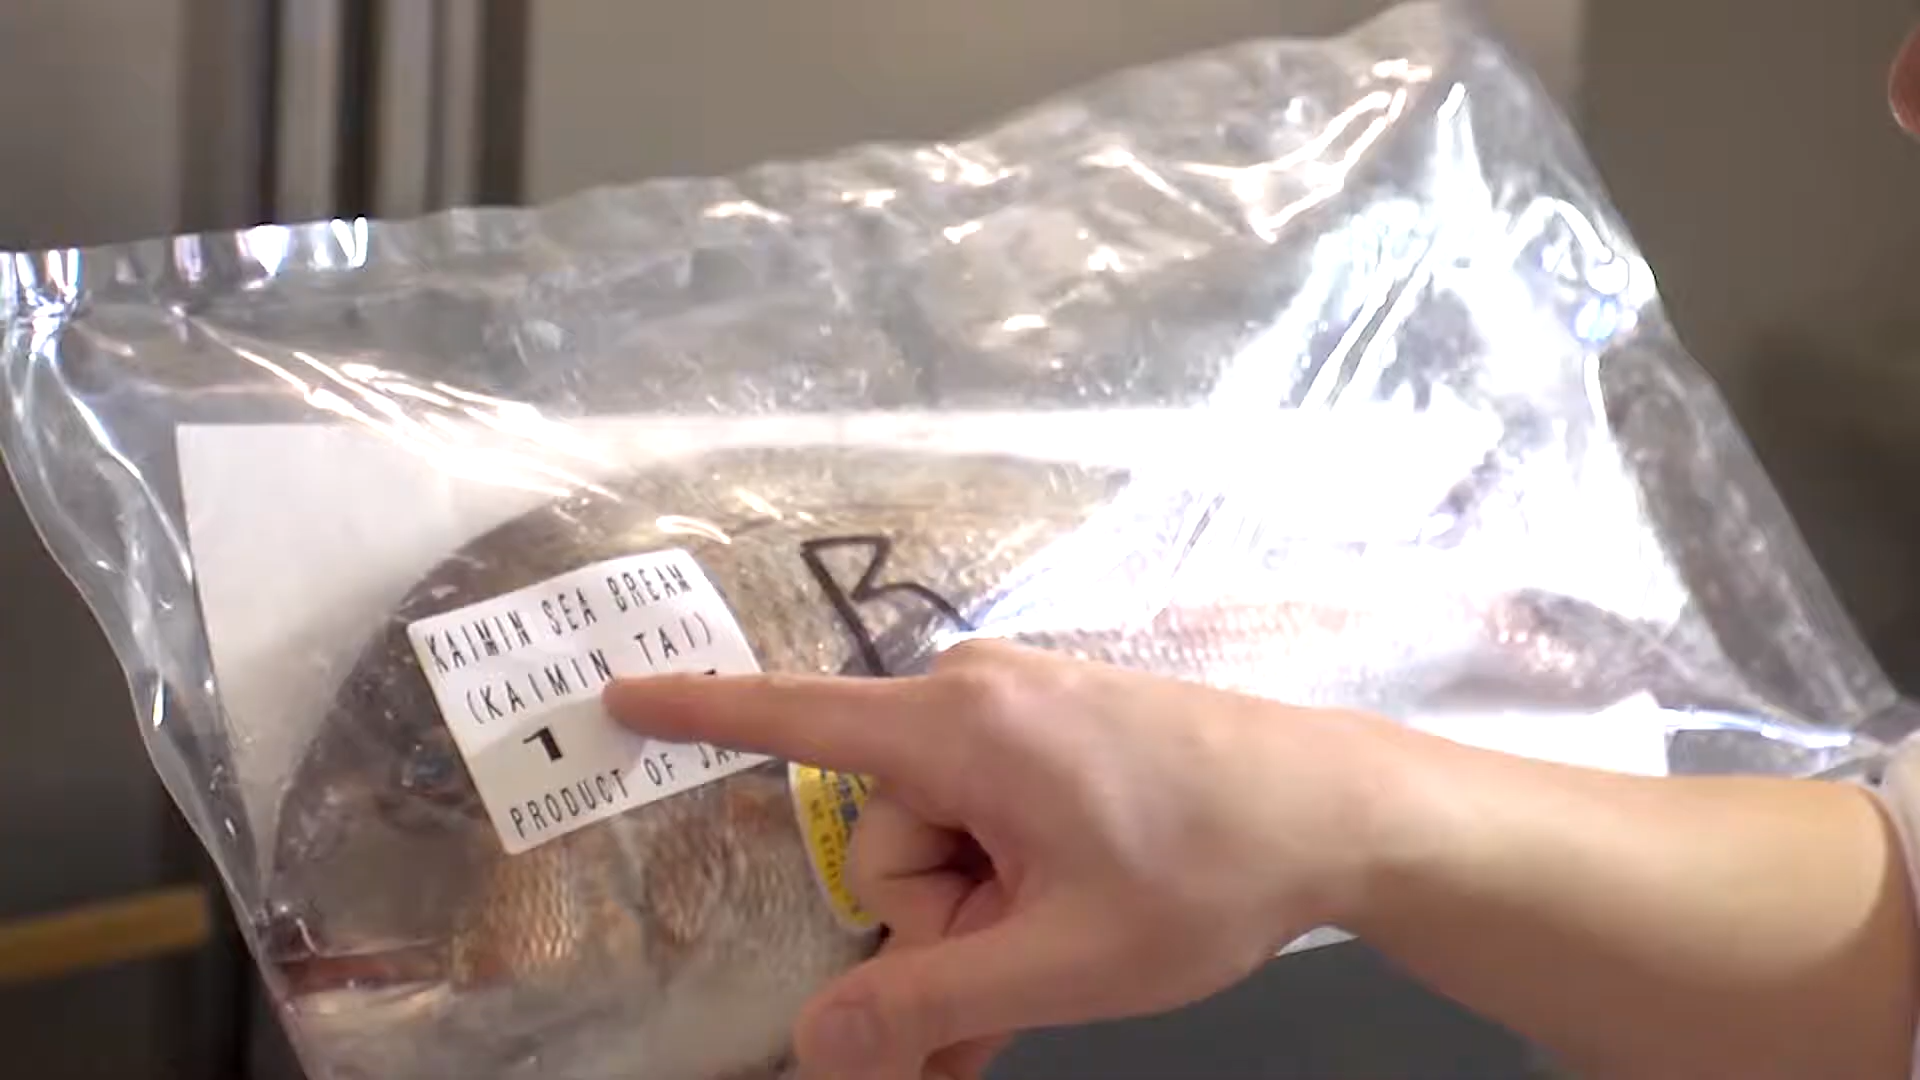 KAIMIN SEA BREAM
(KAIMIN TAI)
1
PRODUCT OF
R